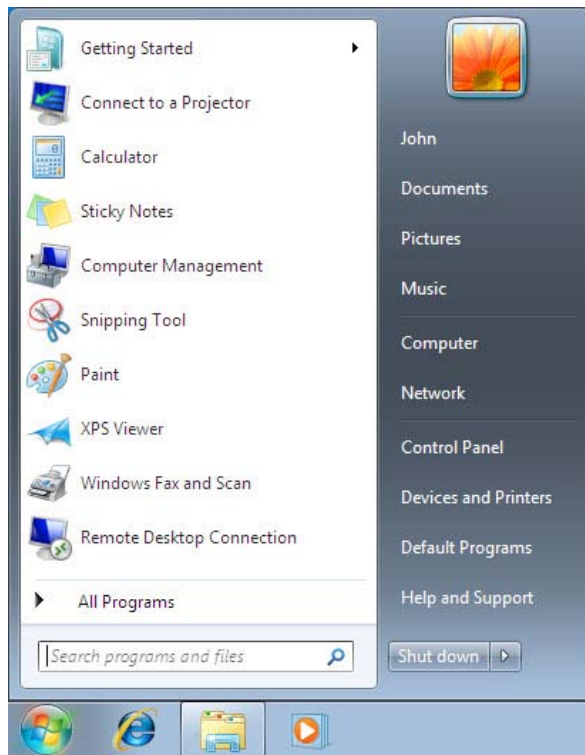 Getting Started
Connect to a Projector
Calculator
Sticky Notes
Computer Management
Snipping Tool
Paint
XPS Viewer
Windows Fax and Scan
Remote Desktop Connection
All Programs
Search programs and files
John
Documents
Pictures
Music
Computer
Network
Control Panel
Devices and Printers
Default Programs
Help and Support
Shut down